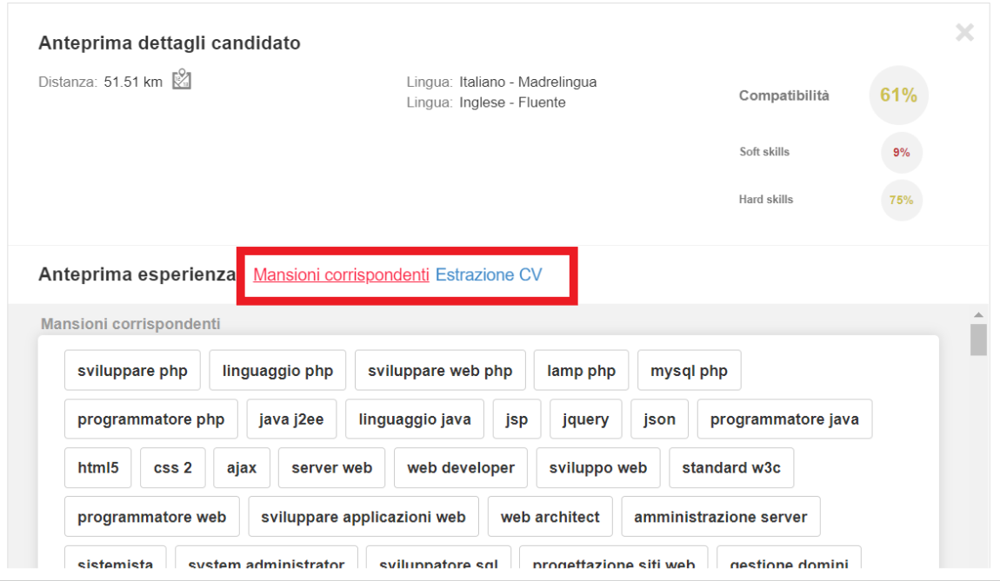 Anteprima dettagli candidato
Distanza: 51.51 km
Lingua: Italiano - Madrelingua
Lingua: Inglese - Fluente
Compatibilità 61%
Soft skills 9%
Hard skills 75%
Anteprima esperienza Mansioni corrispondenti Estrazione CV
Mansioni corrispondenti
sviluppare php linguaggio php sviluppare web php lamp php mysql php
programmatore php java j2ee linguaggio java jsp jquery json programmatore java
html5 css 2 ajax server web web developer sviluppo web standard w3c
programmatore web sviluppare applicazioni web web architect amministrazione server
sistemista system administrator sviluppatore sql progettazione siti web gestione domini